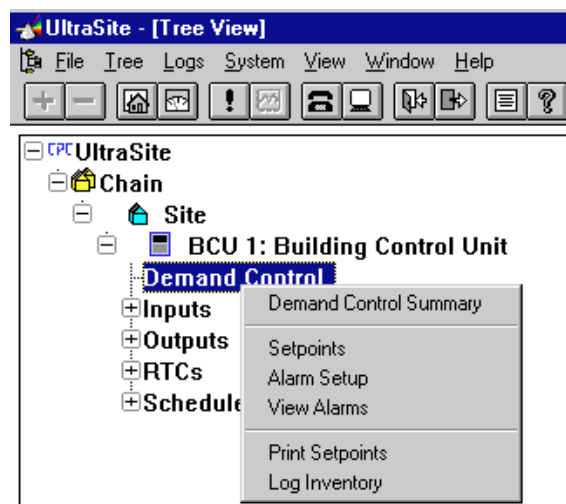 UltraSite - [Tree View]
File Tree Logs System View Window Help
CPC UltraSite
Chain
Site
BCU 1: Building Control Unit
Demand Control
Demand Control Summary
Inputs
Outputs
Setpoints
RTCs
Alarm Setup
Schedule
View Alarms
Print Setpoints
Log Inventory